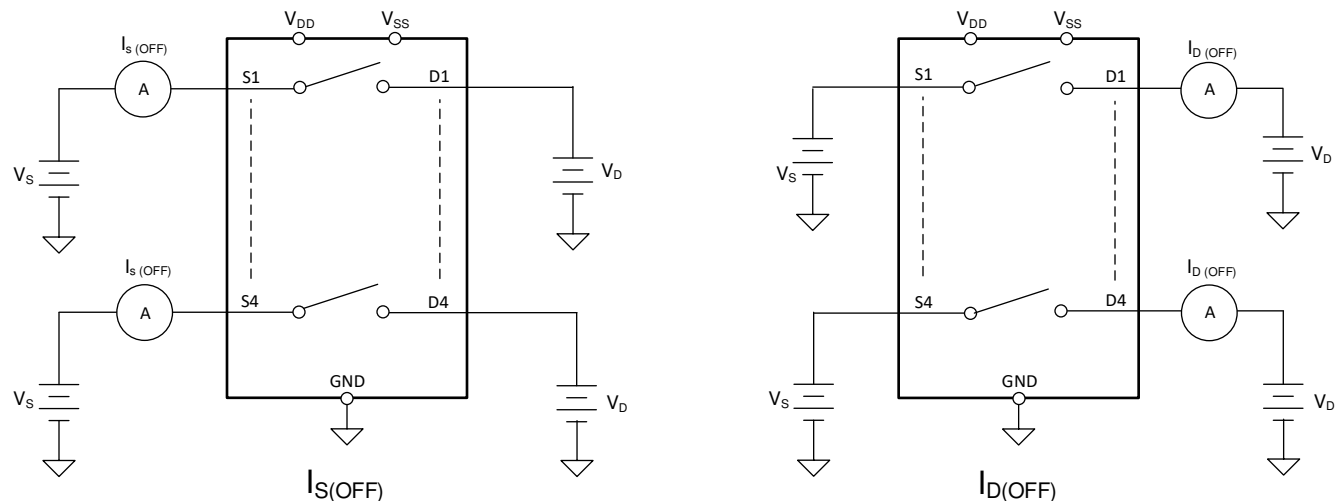 VDD
VSS
Is (OFF)
A
S1
D1
VS
VD
Is (OFF)
A
S4
D4
VS
VD
GND
IS(OFF)
VDD
VSS
ID(OFF)
S1
D1
A
VS
VD
ID(OFF)
S4
D4
A
VS
VD
GND
ID(OFF)